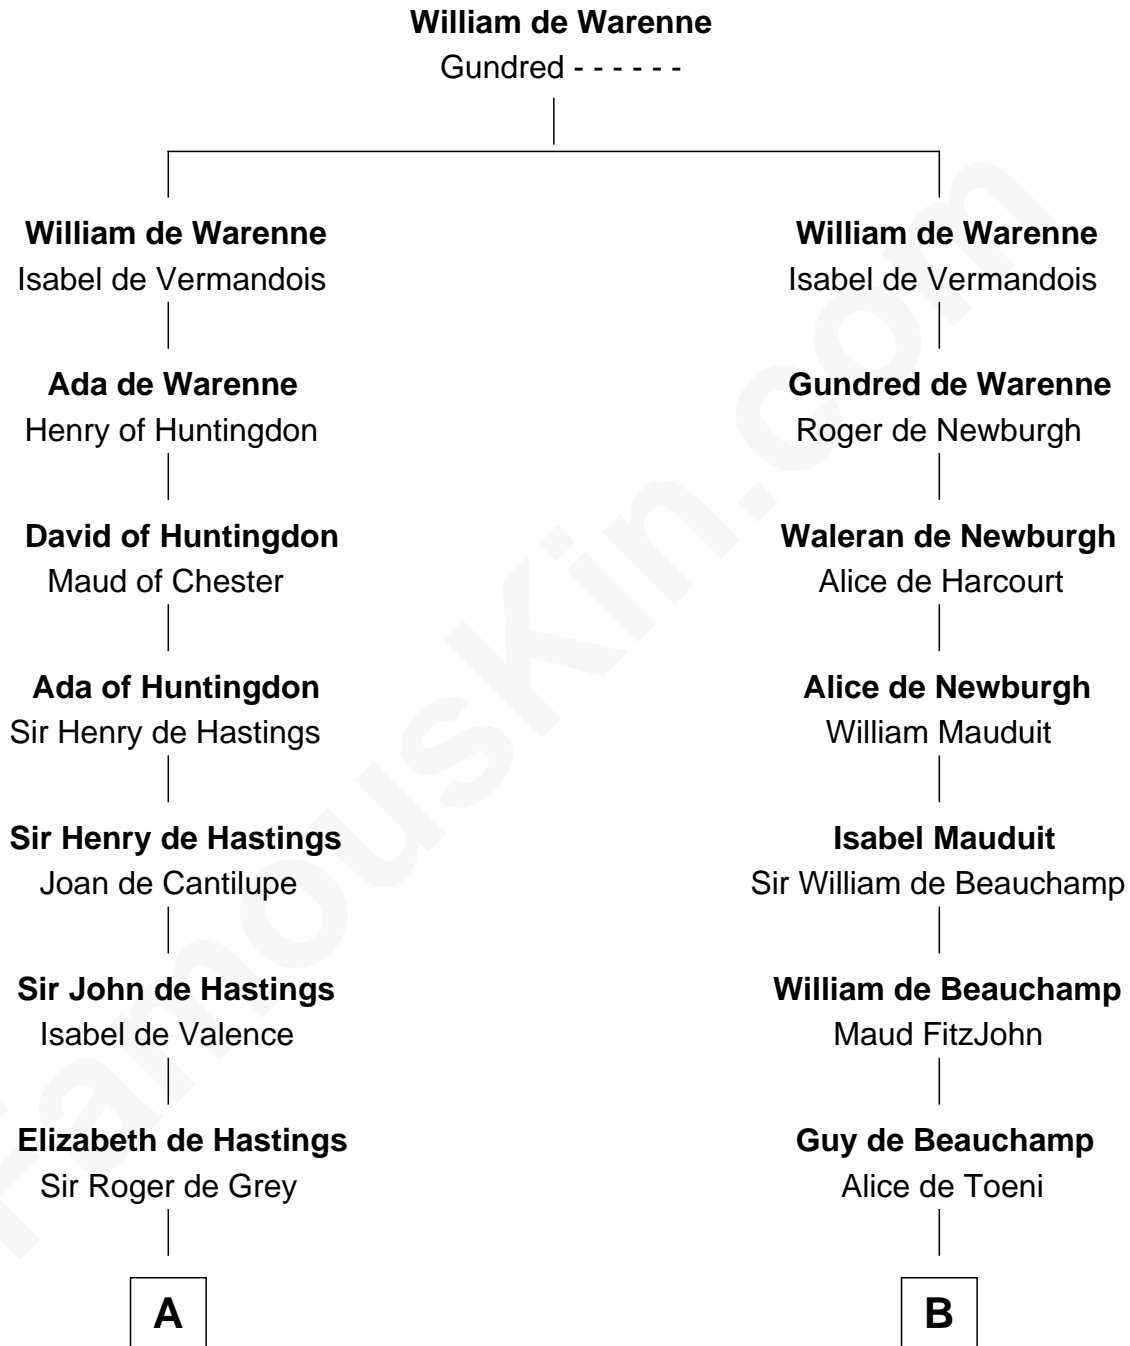 William de Warenne
Gundred - - - - - -
William de Warenne
Isabel de Vermandois
William de Warenne
Isabel de Vermandois
Ada de Warenne
Henry of Huntingdon
Gundred de Warenne
Roger de Newburgh
David of Huntingdon
Maud of Chester
Waleran de Newburgh
Alice de Harcourt
Ada of Huntingdon
Sir Henry de Hastings
Alice de Newburgh
William Mauduit
Sir Henry de Hastings
Joan de Cantilupe
Isabel Mauduit
Sir William de Beauchamp
Sir John de Hastings
Isabel de Valence
William de Beauchamp
Maud FitzJohn
Elizabeth de Hastings
Sir Roger de Grey
Guy de Beauchamp
Alice de Toeni
A
B
FamousKin.com